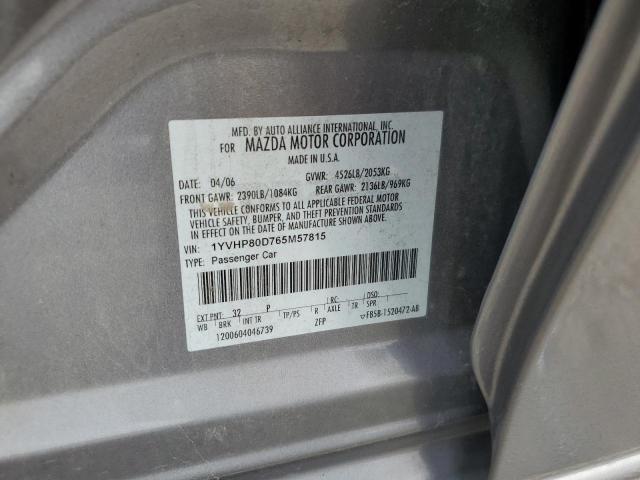 MFD. BY AUTO ALLIANCE INTERNATIONAL, INC.
FOR MAZDA MOTOR CORPORATION
MADE IN U.S.A.
DATE: 04/06 GVWR: 4526LB/2053KG
FRONT GAWR: 2390LB/1084KG REAR GAWR: 2136LB/969KG
THIS VEHICLE CONFORMS TO ALL APPLICABLE FEDERAL MOTOR
VEHICLE SAFETY, BUMPER, AND THEFT PREVENTION STANDARDS
IN EFFECT ON THE DATE OF MANUFACTURE SHOWN ABOVE.
VIN: 1YVHP80D765M57815
TYPE: Passenger Car
EXT PNT: 32 P RC: DSO:
WB BRK INT TR TP/PS R AXLE TR SPR
ZFP F85B-1520472-AB
1200604046739